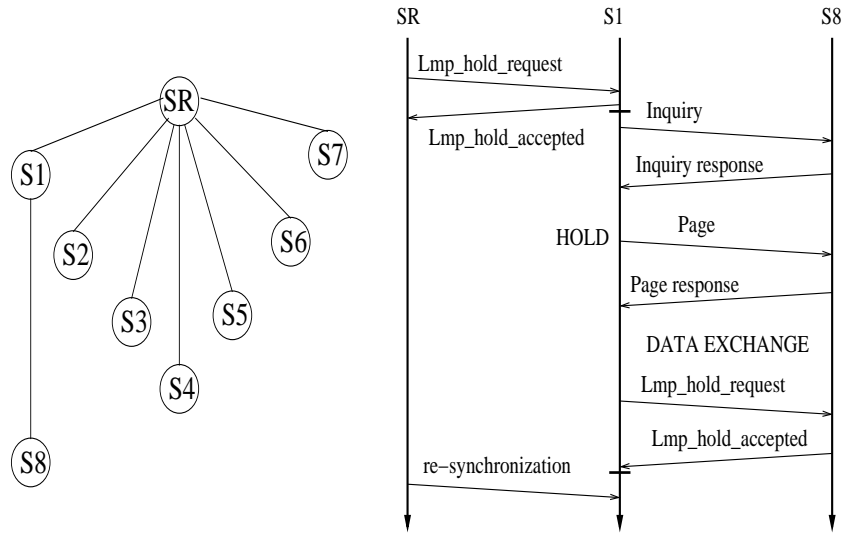 SR
S1
S2
S3
S4
S5
S6
S7
S8
SR S1 S8
Lmp_hold_request
Lmp_hold_accepted
Inquiry
Inquiry response
HOLD
Page
Page response
DATA EXCHANGE
Lmp_hold_request
Lmp_hold_accepted
re-synchronization